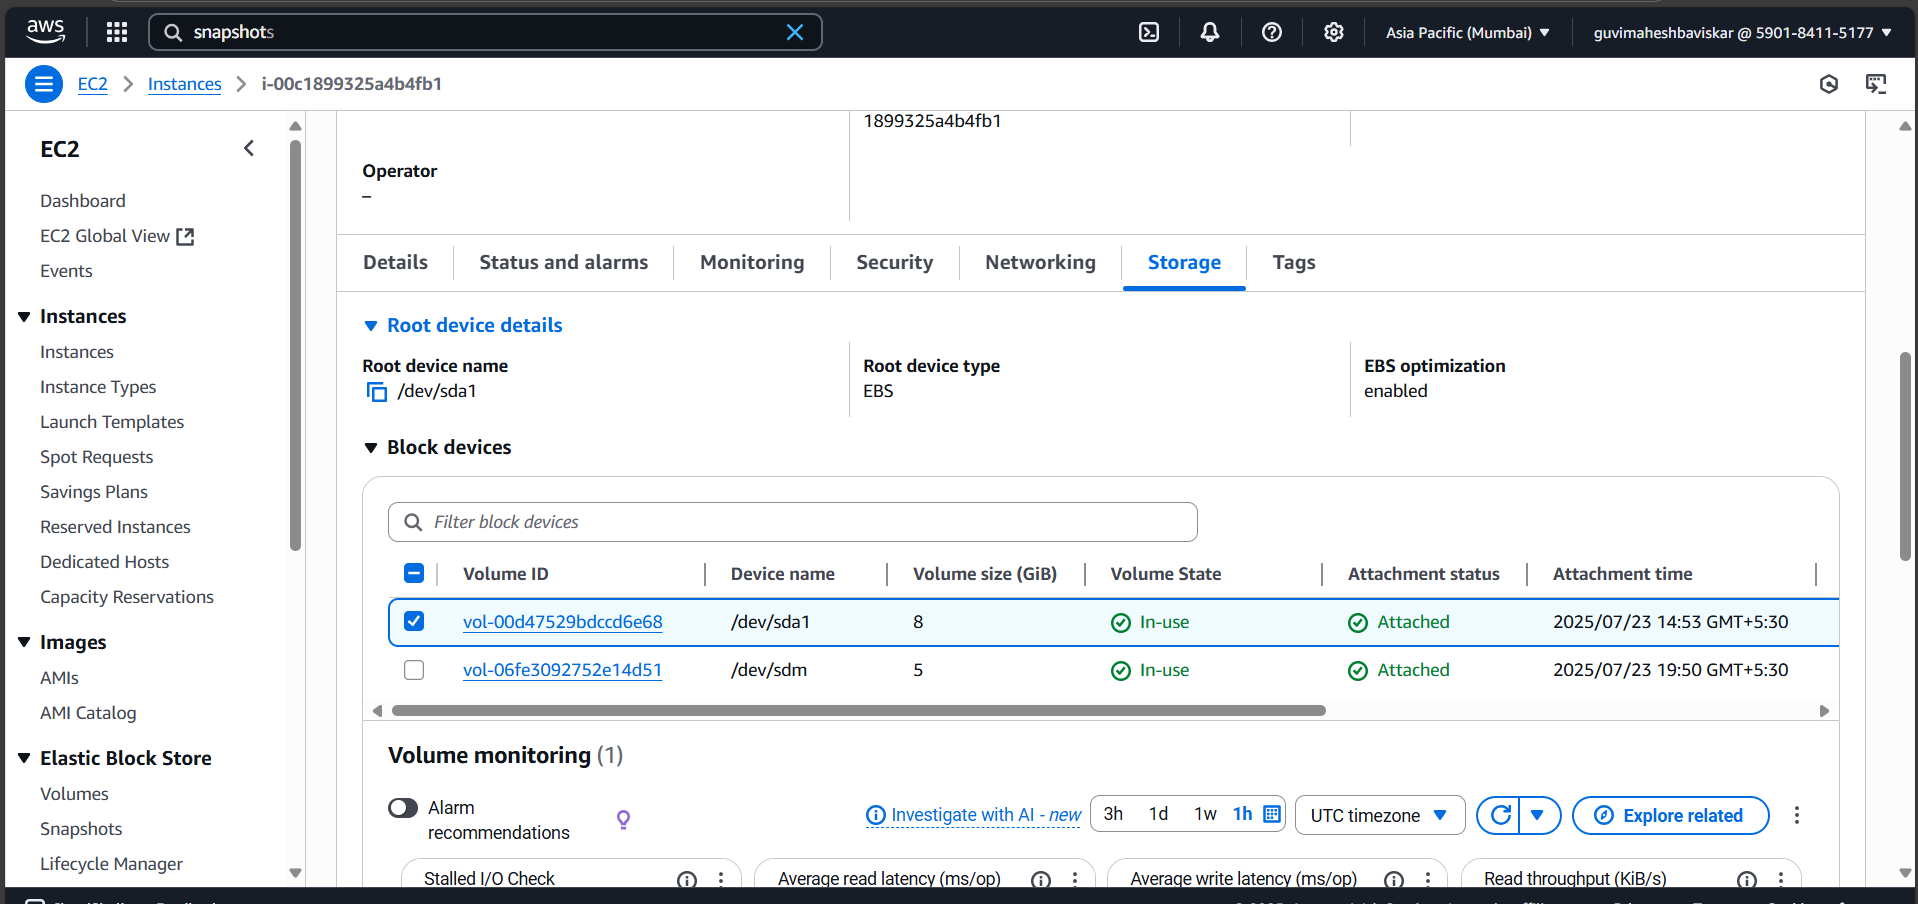 aws
snapshots
Asia Pacific (Mumbai)
guvimaheshbaviskar @ 5901-8411-5177
EC2
Instances
i-00c1899325a4b4fb1
EC2
Dashboard
EC2 Global View
Events
Instances
Instances
Instance Types
Launch Templates
Spot Requests
Savings Plans
Reserved Instances
Dedicated Hosts
Capacity Reservations
Images
AMIs
AMI Catalog
Elastic Block Store
Volumes
Snapshots
Lifecycle Manager
1899325a4b4fb1
Operator
–
Details Status and alarms Monitoring Security Networking Storage Tags
Root device details
Root device name Root device type EBS optimization
/dev/sda1 EBS enabled
Block devices
Filter block devices
Volume ID Device name Volume size (GiB) Volume State Attachment status Attachment time
vol-00d47529bdccd6e68 /dev/sda1 8 In-use Attached 2025/07/23 14:53 GMT+5:30
vol-06fe3092752e14d51 /dev/sdm 5 In-use Attached 2025/07/23 19:50 GMT+5:30
Volume monitoring (1)
Alarm
recommendations
Investigate with AI - new
3h 1d 1w 1h
UTC timezone
Explore related
Stalled I/O Check
Average read latency (ms/op)
Average write latency (ms/op)
Read throughput (KiB/s)